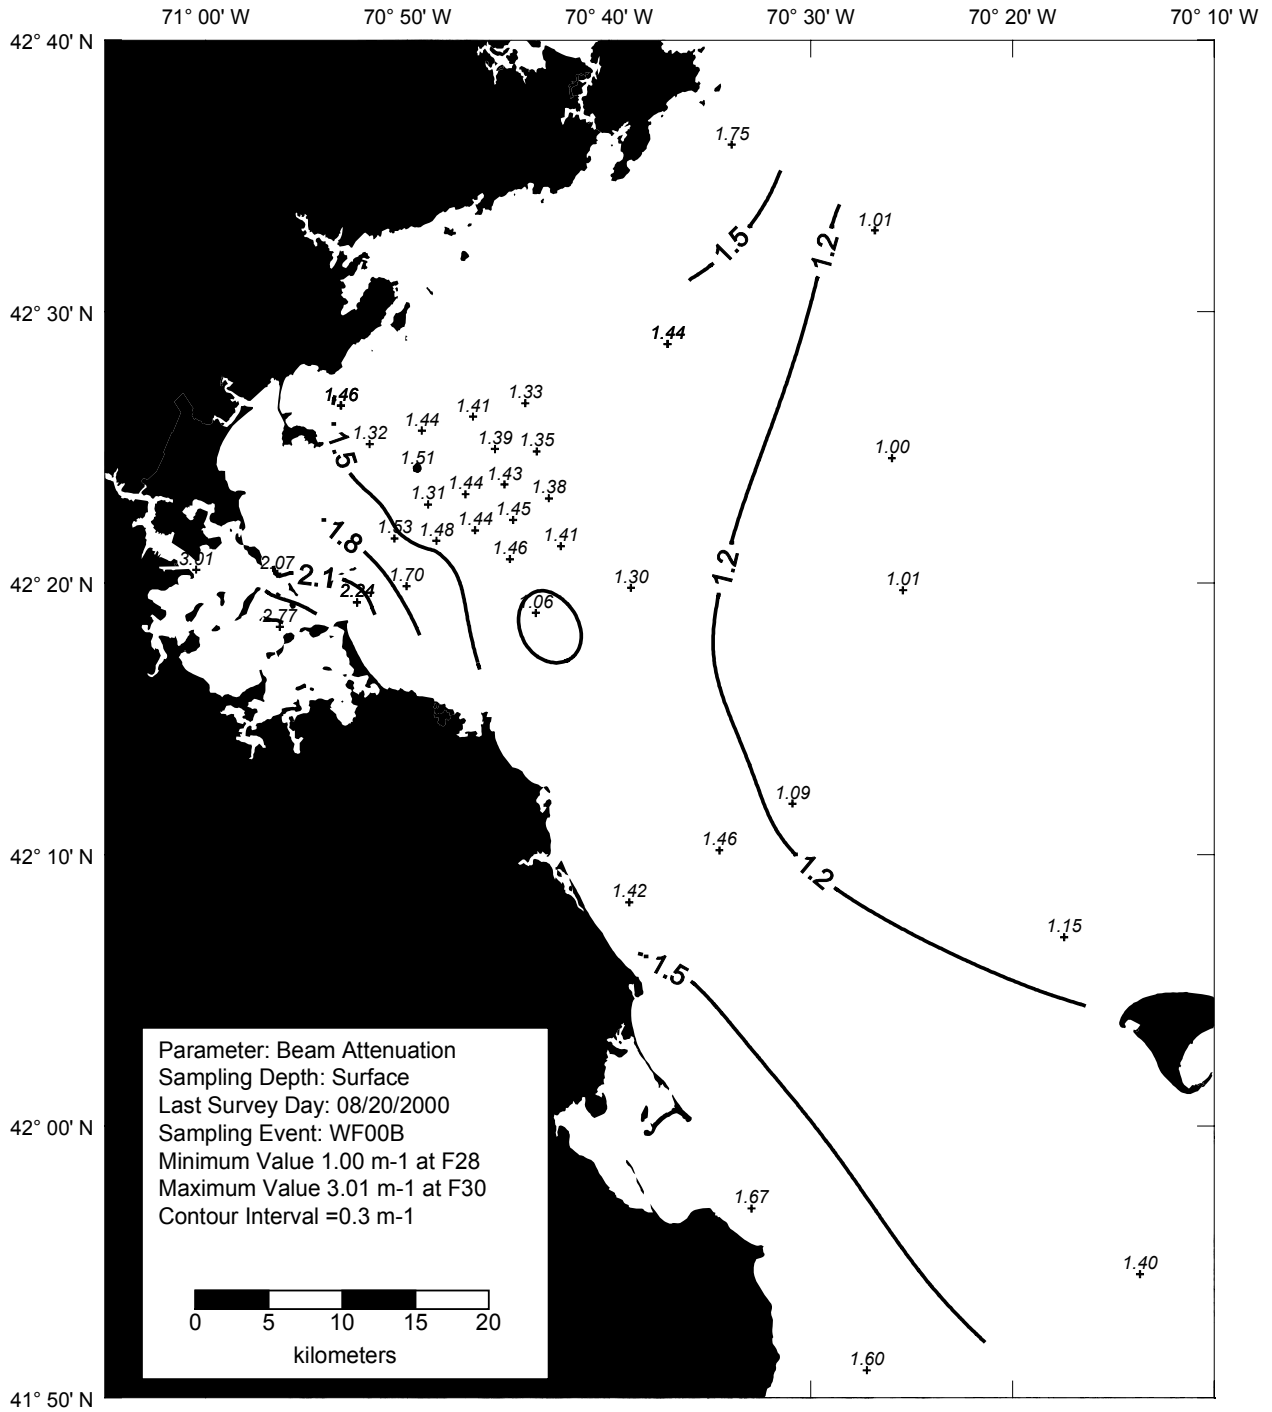 71° 00' W 70° 50' W 70° 40' W 70° 30' W 70° 20' W 70° 10' W
42° 40' N
1.75
1.01
1.5
1.2
42° 30' N
1.44
1.46
1.33
1.41
1.44
1.32
1.39
1.35
1.5
1.00
1.51
1.43
1.44
1.38
1.31
1.45
1.44
1.53
1.48
1.8
1.41
1.46
3.01
2.07
2.1
1.70
1.30
1.2
1.01
42° 20' N
2.24
1.06
2.77
1.09
1.46
42° 10' N
1.2
1.42
1.15
1.5
Parameter: Beam Attenuation
Sampling Depth: Surface
Last Survey Day: 08/20/2000
Sampling Event: WF00B
Minimum Value 1.00 m-1 at F28
Maximum Value 3.01 m-1 at F30
Contour Interval =0.3 m-1
42° 00' N
1.67
1.40
0 5 10 15 20
kilometers
1.60
41° 50' N